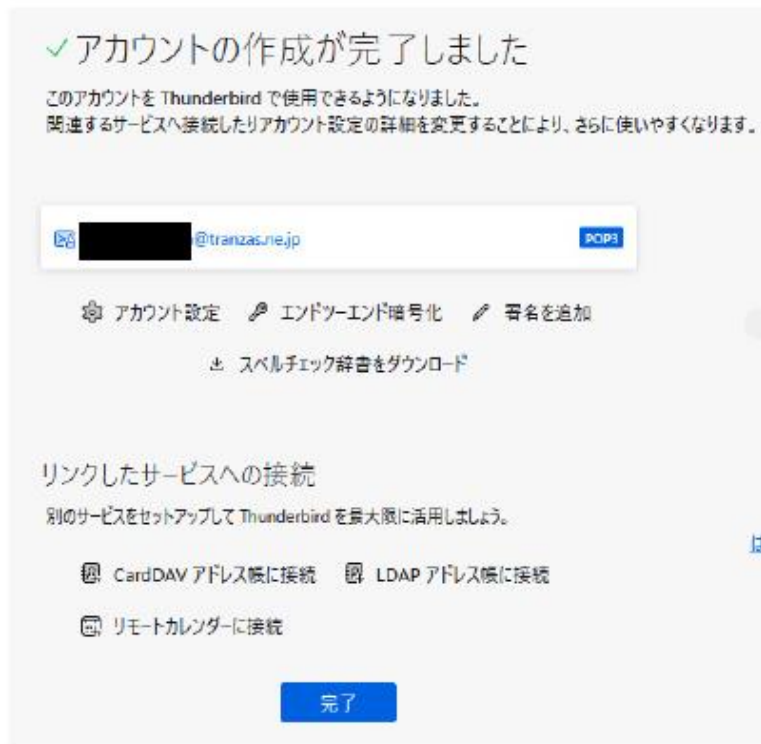 アカウントの作成が完了しました
このアカウントを Thunderbird で使用できるようになりました。
関連するサービスへ接続したりアカウント設定の詳細を変更することにより、さらに使いやすくなります。
@tranzas.ne.jp POP3
アカウント設定 エンドツーエンド暗号化 署名を追加
スペルチェック辞書をダウンロード
リンクしたサービスへの接続
別のサービスをセットアップして Thunderbird を最大限に活用しましょう。
CardDAV アドレス帳に接続 LDAP アドレス帳に接続
リモートカレンダーに接続
完了